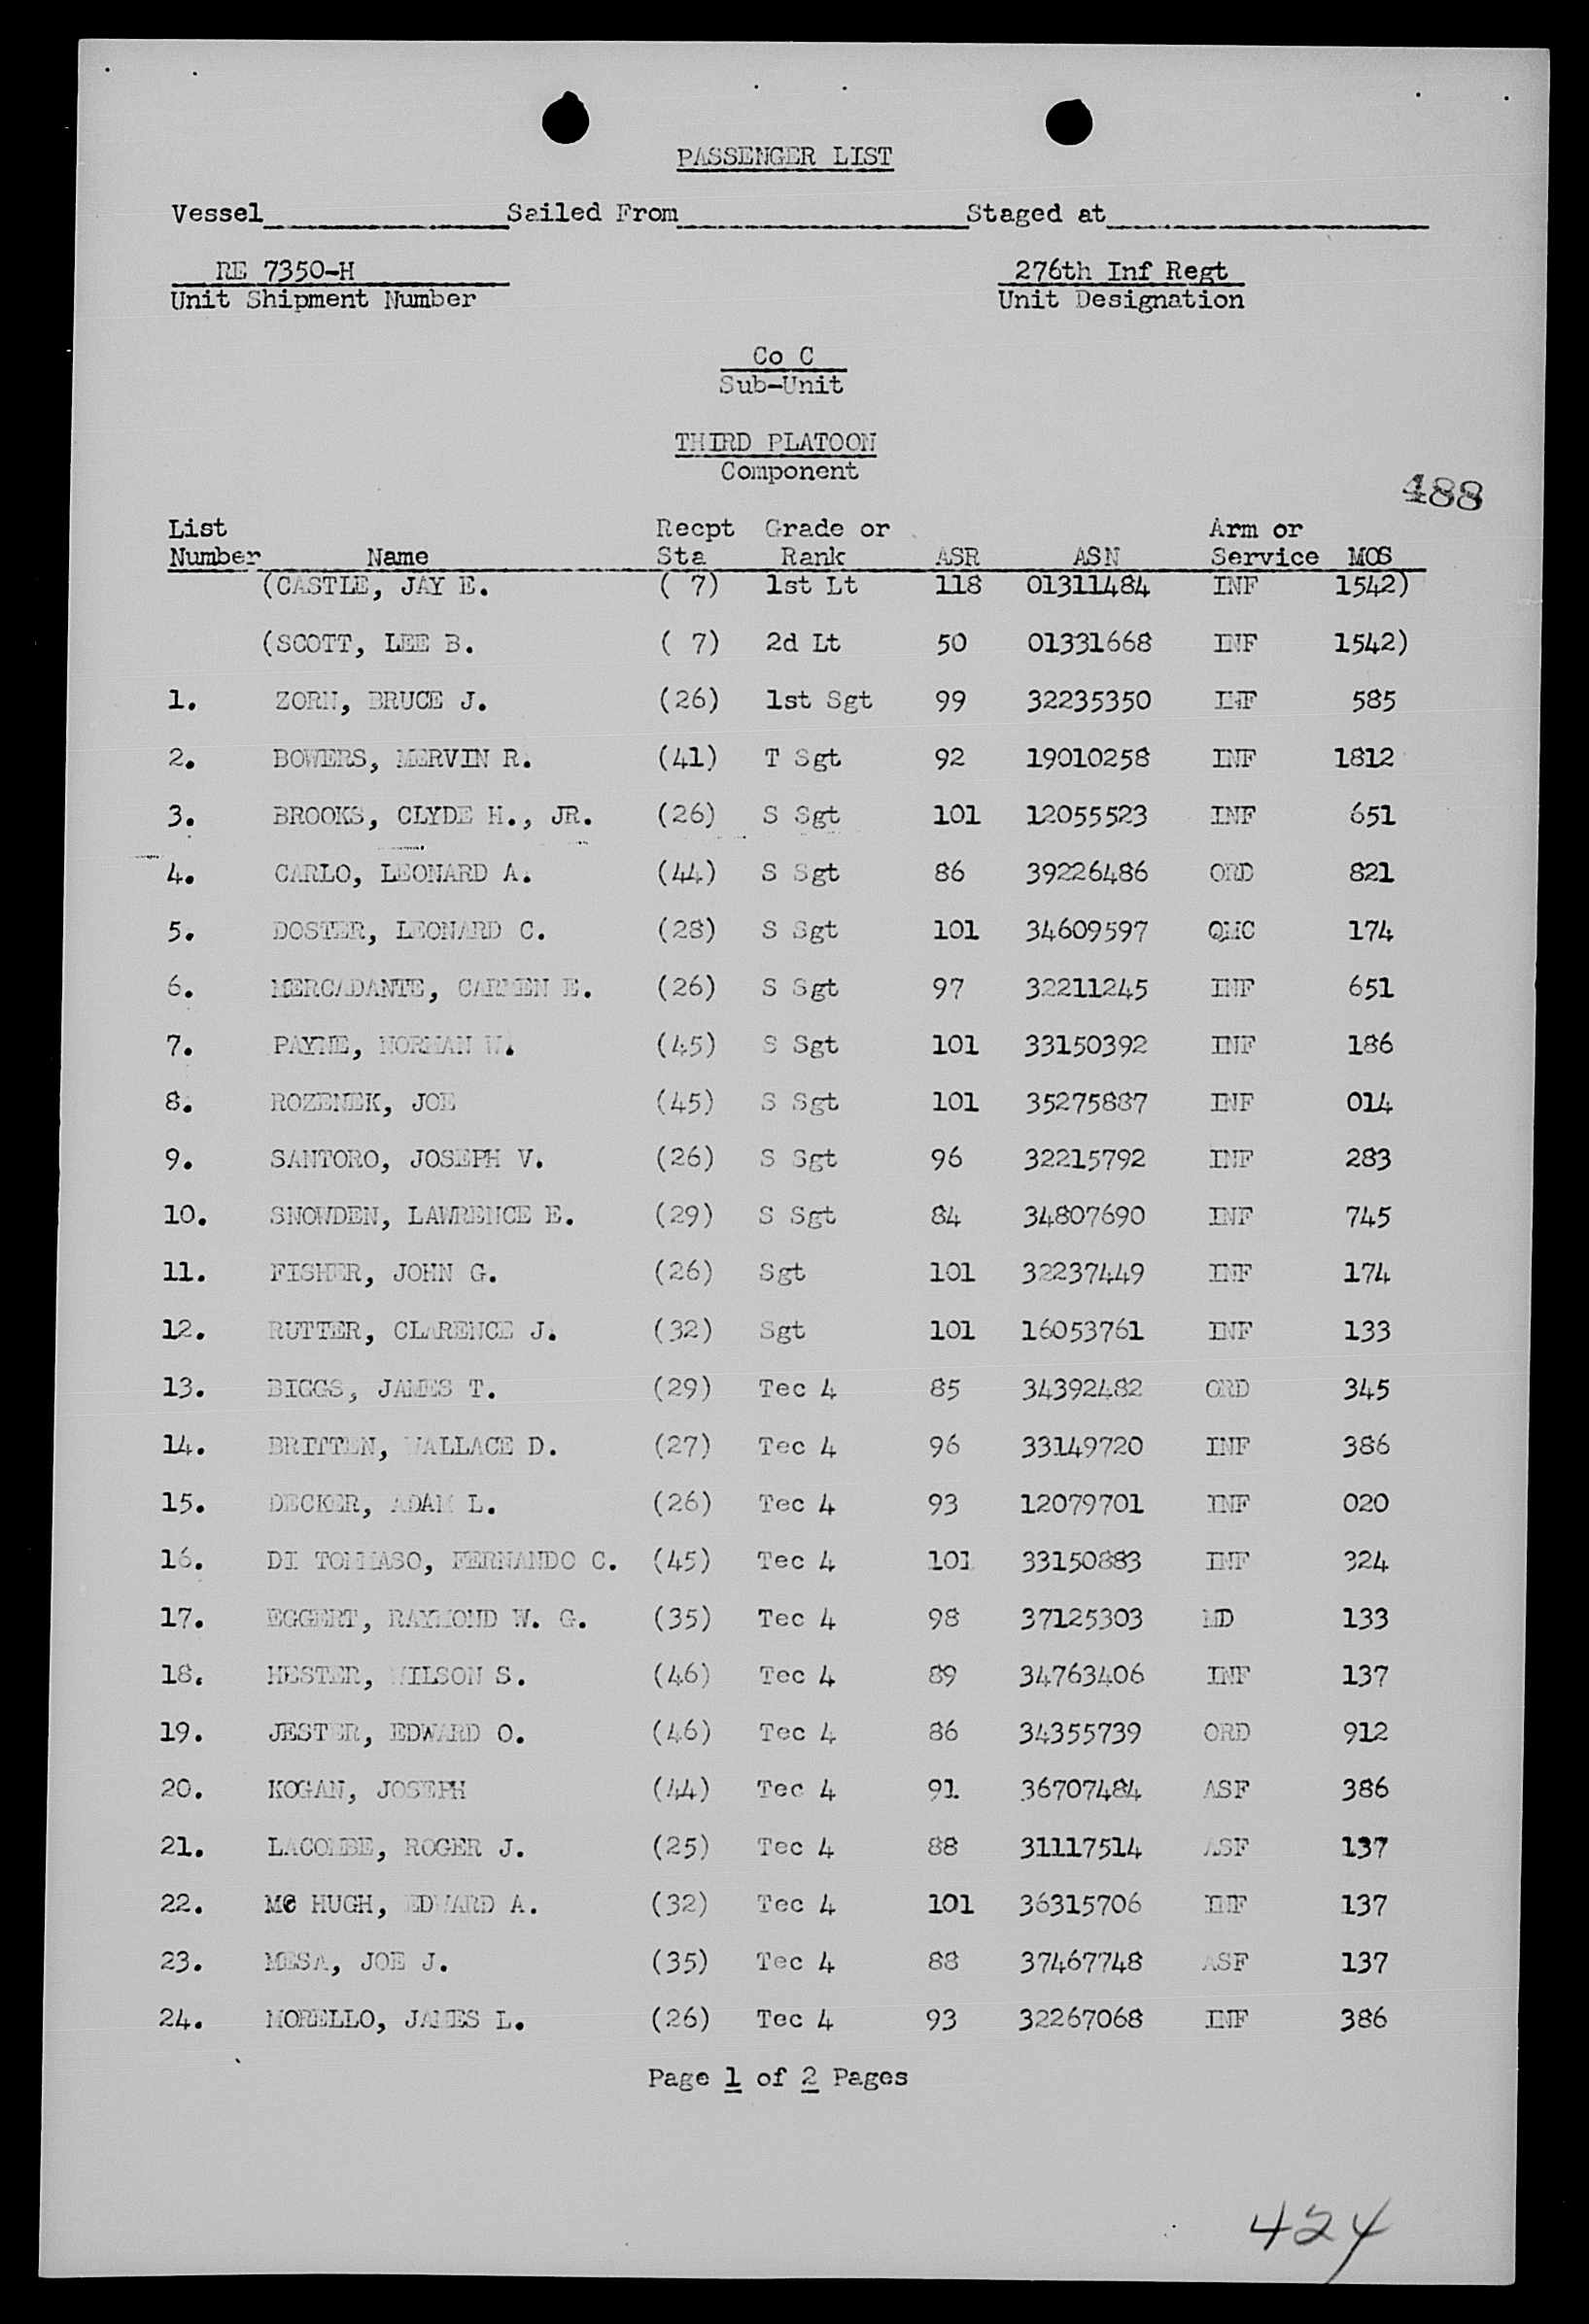 PASSENGER LIST
Vessel Sailed From Staged at
RE 7350-H 276th Inf Regt
Unit Shipment Number Unit Designation
Co C
Sub-Unit
THIRD PLATOON
Component
488
List Recpt Grade or Arm or
Number Name Sta Rank ASR ASN Service MOS
(CASTLE, JAY E. ( 7) 1st Lt 118 01311484 INF 1542)
(SCOTT, LEE B. ( 7) 2d Lt 50 01331668 INF 1542)
1. ZORN, BRUCE J. (26) 1st Sgt 99 32235350 INF 585
2. BOWERS, MERVIN R. (41) T Sgt 92 19010258 INF 1812
3. BROOKS, CLYDE H., JR. (26) S Sgt 101 12055523 INF 651
4. CARLO, LEONARD A. (44) S Sgt 86 39226486 ORD 821
5. DOSTER, LEONARD C. (28) S Sgt 101 34609597 QMC 174
6. MERCADANTE, CARMEN E. (26) S Sgt 97 32211245 INF 651
7. PAYNE, NORMAN W. (45) S Sgt 101 33150392 INF 186
8. ROZENEK, JOE (45) S Sgt 101 35275887 INF 014
9. SANTORO, JOSEPH V. (26) S Sgt 96 32215792 INF 283
10. SNOWDEN, LAWRENCE E. (29) S Sgt 84 34807690 INF 745
11. FISHER, JOHN G. (26) Sgt 101 32237449 INF 174
12. RUTTER, CLARENCE J. (32) Sgt 101 16053761 INF 133
13. BIGGS, JAMES T. (29) Tec 4 85 34392482 ORD 345
14. BRITTEN, WALLACE D. (27) Tec 4 96 33149720 INF 386
15. DECKER, ADAM L. (26) Tec 4 93 12079701 INF 020
16. DI TOMMASO, FERNANDO C. (45) Tec 4 101 33150883 INF 324
17. EGGERT, RAYMOND W. G. (35) Tec 4 98 37125303 MD 133
18. HESTER, WILSON S. (46) Tec 4 89 34763406 INF 137
19. JESTER, EDWARD O. (46) Tec 4 86 34355739 ORD 912
20. KOGAN, JOSEPH (44) Tec 4 91 36707484 ASF 386
21. LACOMBE, ROGER J. (25) Tec 4 88 31117514 ASF 137
22. MC HUGH, EDWARD A. (32) Tec 4 101 36315706 INF 137
23. MESA, JOE J. (35) Tec 4 88 37467748 ASF 137
24. MORELLO, JAMES L. (26) Tec 4 93 32267068 INF 386
Page 1 of 2 Pages
424